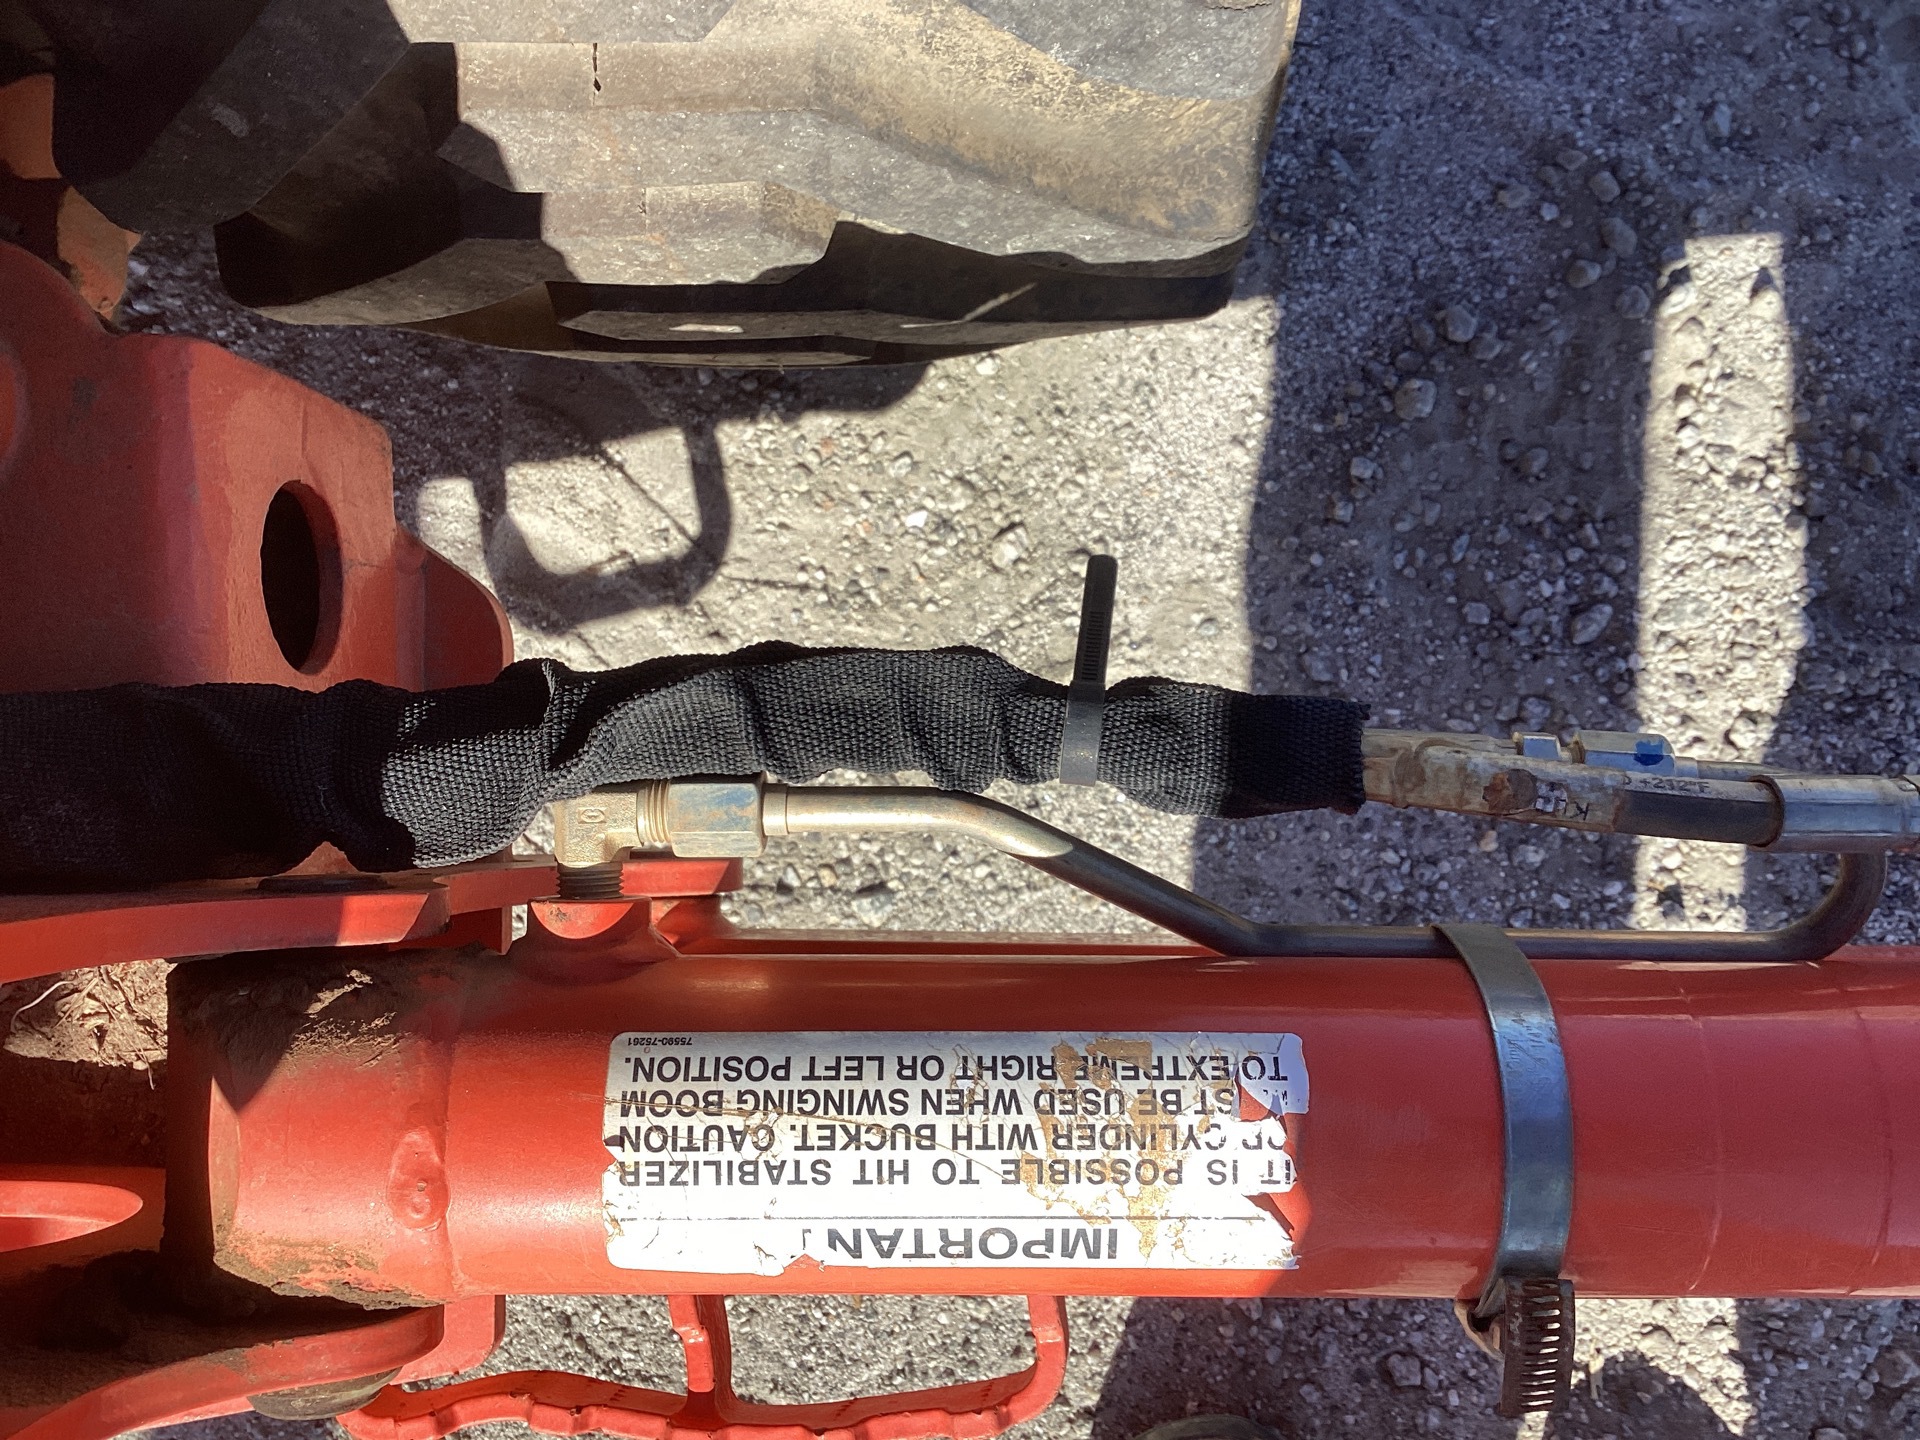 IMPORTAN
IT IS POSSIBLE TO HIT STABILIZER
CYLINDER WITH BUCKET. CAUTION
BE USED WHEN SWINGING BOOM
TO EXTREME RIGHT OR LEFT POSITION.
75590-75261